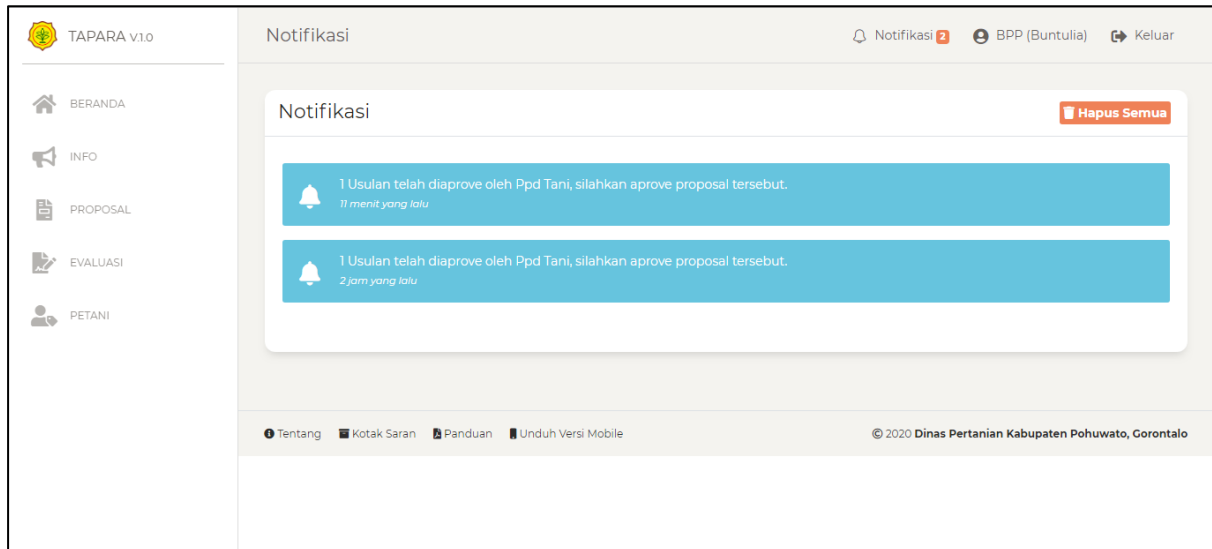 TAPARA V.1.0
Notifikasi
Notifikasi 2
BPP (Buntulia)
Keluar
BERANDA
INFO
PROPOSAL
EVALUASI
PETANI
Notifikasi
Hapus Semua
1 Usulan telah diaprove oleh Ppd Tani, silahkan aprove proposal tersebut.
11 menit yang lalu
1 Usulan telah diaprove oleh Ppd Tani, silahkan aprove proposal tersebut.
2 jam yang lalu
Tentang Kotak Saran Panduan Unduh Versi Mobile
© 2020 Dinas Pertanian Kabupaten Pohuwato, Gorontalo